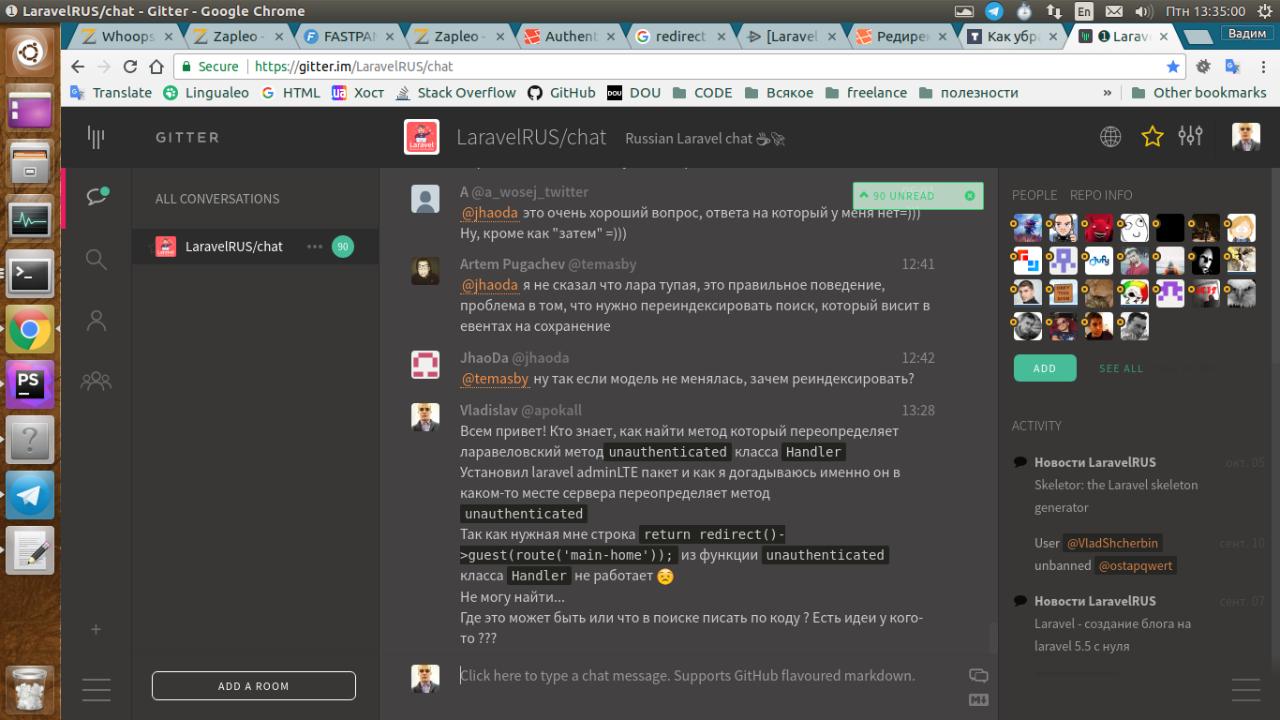 LaravelRUS/chat - Gitter - Google Chrome
En
Птн 13:35:00
Whoops
Zapleo -
FASTPAN
Zapleo -
Authent
redirect
[Laravel
Редирек
Как убра
Larav
Вадим
Secure
https://gitter.im/LaravelRUS/chat
Translate
Lingualeo
HTML
Хост
Stack Overflow
GitHub
DOU
CODE
Всякое
freelance
полезности
»
Other bookmarks
GITTER
LaravelRUS/chat
Russian Laravel chat
ALL CONVERSATIONS
LaravelRUS/chat
90
ADD A ROOM
A @a_wosej_twitter
90 UNREAD
@jhaoda это очень хороший вопрос, ответа на который у меня нет=)))
Ну, кроме как "затем" =)))
Artem Pugachev @temasby 12:41
@jhaoda я не сказал что лара тупая, это правильное поведение,
проблема в том, что нужно переиндексировать поиск, который висит в
евентах на сохранение
JhaoDa @jhaoda 12:42
@temasby ну так если модель не менялась, зачем реиндексировать?
Vladislav @apokall 13:28
Всем привет! Кто знает, как найти метод который переопределяет
ларавеловский метод unauthenticated класса Handler
Установил laravel adminLTE пакет и как я догадываюсь именно он в
каком-то месте сервера переопределяет метод
unauthenticated
Так как нужная мне строка return redirect()-
>guest(route('main-home')); из функции unauthenticated
класса Handler не работает 😣
Не могу найти...
Где это может быть или что в поиске писать по коду ? Есть идеи у кого-
то ???
Click here to type a chat message. Supports GitHub flavoured markdown.
PEOPLE
REPO INFO
ADD
SEE ALL
ACTIVITY
Новости LaravelRUS окт. 05
Skeletor: the Laravel skeleton
generator
User @VladShcherbin сент. 10
unbanned @ostapqwert
Новости LaravelRUS сент. 07
Laravel - создание блога на
laravel 5.5 с нуля